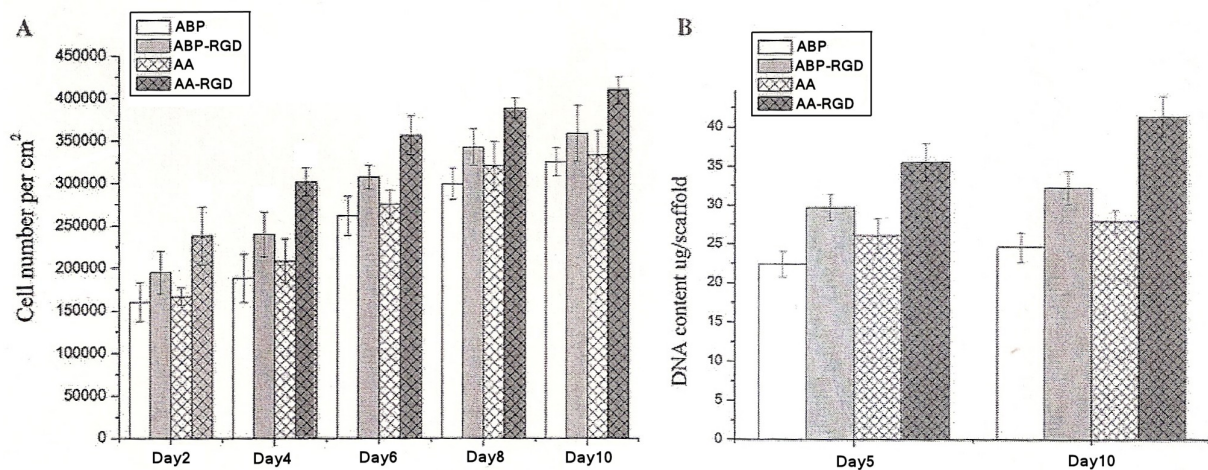 A
ABP
ABP-RGD
AA
AA-RGD
Cell number per cm²
450000
400000
350000
300000
250000
200000
150000
100000
50000
0
Day2 Day4 Day6 Day8 Day10
B
ABP
ABP-RGD
AA
AA-RGD
DNA content ug/scaffold
40
35
30
25
20
15
10
5
0
Day5 Day10